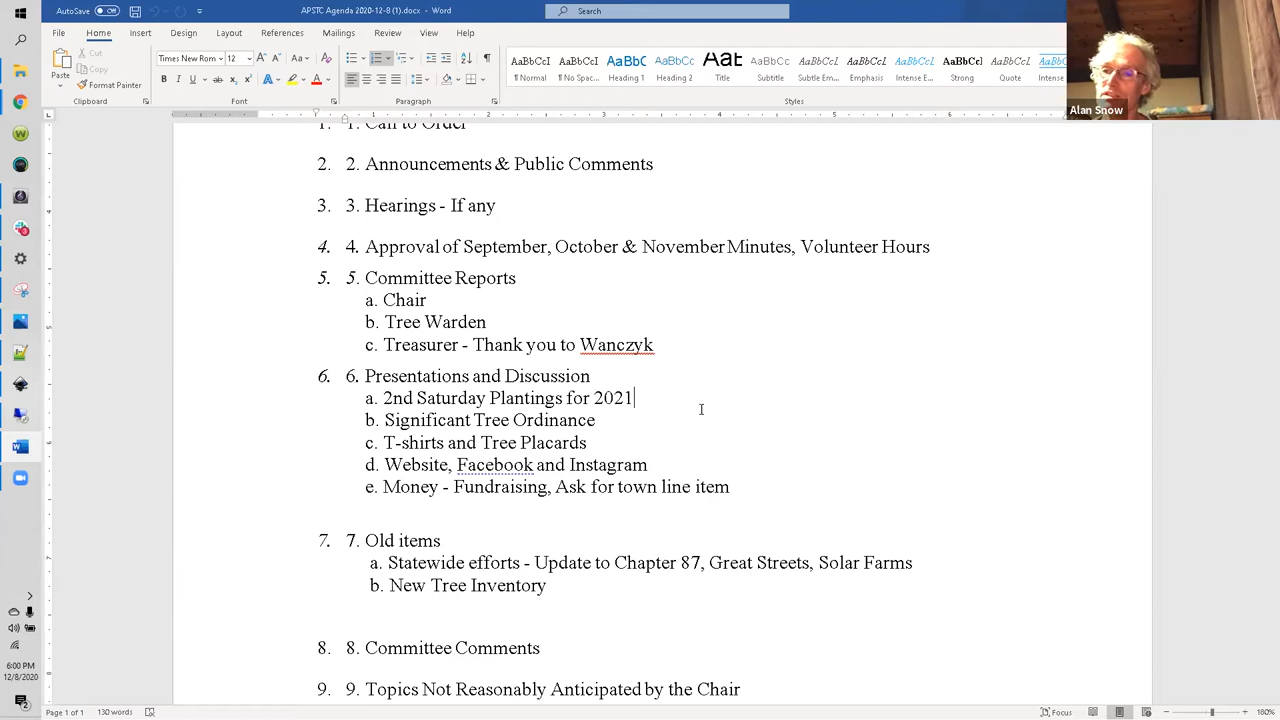 AutoSave Off
APSTC Agenda 2020-12-8 (1).docx - Word
Search
File Home Insert Design Layout References Mailings Review View Help
Paste
Cut
Copy
Format Painter
Clipboard
Times New Rom 12
Font
Paragraph
AaBbCcI AaBbCcI AaBbC AaBbCcI AaBt AaBbCcI AaBbCcI AaBbCcI AaBbCcI AaBbCcI AaBbCcI
¶ Normal ¶ No Spac... Heading 1 Heading 2 Title Subtitle Subtle Em... Emphasis Intense E... Strong Quote Intense
Styles
Alan Snow
1. 1. Call to Order
2. 2. Announcements & Public Comments
3. 3. Hearings - If any
4. 4. Approval of September, October & November Minutes, Volunteer Hours
5. 5. Committee Reports
a. Chair
b. Tree Warden
c. Treasurer - Thank you to Wanczyk
6. 6. Presentations and Discussion
a. 2nd Saturday Plantings for 2021
b. Significant Tree Ordinance
c. T-shirts and Tree Placards
d. Website, Facebook and Instagram
e. Money - Fundraising, Ask for town line item
7. 7. Old items
a. Statewide efforts - Update to Chapter 87, Great Streets, Solar Farms
b. New Tree Inventory
8. 8. Committee Comments
9. 9. Topics Not Reasonably Anticipated by the Chair
6:00 PM
12/8/2020
Page 1 of 1 130 words
Focus
180%